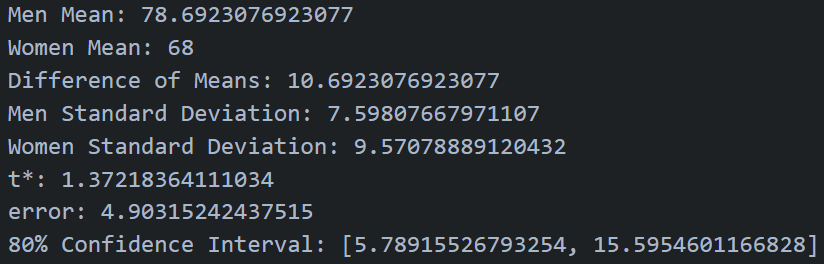 Men Mean: 78.6923076923077
Women Mean: 68
Difference of Means: 10.6923076923077
Men Standard Deviation: 7.59807667971107
Women Standard Deviation: 9.57078889120432
t*: 1.37218364111034
error: 4.90315242437515
80% Confidence Interval: [5.78915526793254, 15.5954601166828]